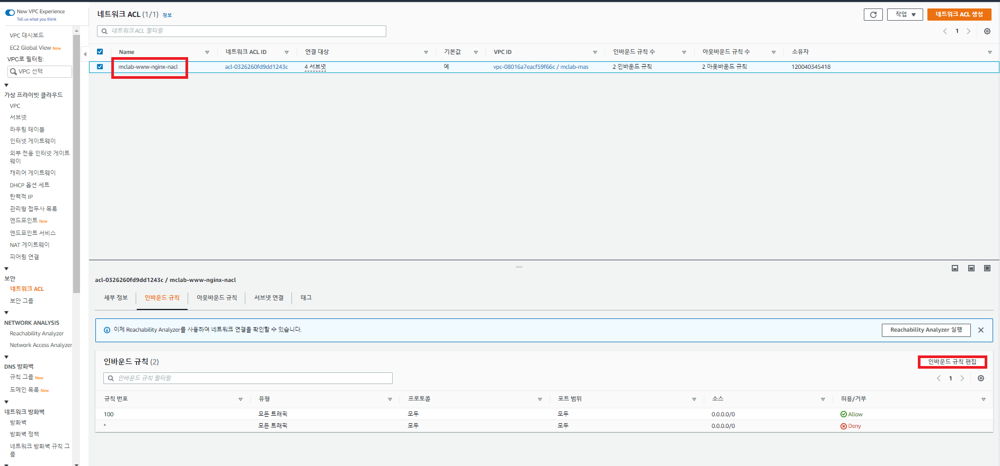 New VPC Experience
Tell us what you think
VPC 대시보드
EC2 Global View New
VPC로 필터링:
VPC 선택
가상 프라이빗 클라우드
VPC
서브넷
라우팅 테이블
인터넷 게이트웨이
외부 전용 인터넷 게이트
웨이
캐리어 게이트웨이
DHCP 옵션 세트
탄력적 IP
관리형 접두사 목록
엔드포인트 New
엔드포인트 서비스
NAT 게이트웨이
피어링 연결
보안
네트워크 ACL
보안 그룹
NETWORK ANALYSIS
Reachability Analyzer
Network Access Analyzer
DNS 방화벽
규칙 그룹 New
도메인 목록 New
네트워크 방화벽
방화벽
방화벽 정책
네트워크 방화벽 규칙 그
룹
네트워크 ACL (1/1) 정보
작업
네트워크 ACL 생성
네트워크 ACL 필터링
1
Name 네트워크 ACL ID 연결 대상 기본값 VPC ID 인바운드 규칙 수 아웃바운드 규칙 수 소유자
mclab-www-nginx-nacl acl-0326260fd9dd1243c 4 서브넷 예 vpc-08016a7eacf59f66c / mclab-mas 2 인바운드 규칙 2 아웃바운드 규칙 120040345418
acl-0326260fd9dd1243c / mclab-www-nginx-nacl
세부 정보 인바운드 규칙 아웃바운드 규칙 서브넷 연결 태그
이제 Reachability Analyzer를 사용하여 네트워크 연결을 확인할 수 있습니다.
Reachability Analyzer 실행
인바운드 규칙 (2)
인바운드 규칙 편집
인바운드 규칙 필터링
1
규칙 번호 유형 프로토콜 포트 범위 소스 허용/거부
100 모든 트래픽 모두 모두 0.0.0.0/0 Allow
* 모든 트래픽 모두 모두 0.0.0.0/0 Deny